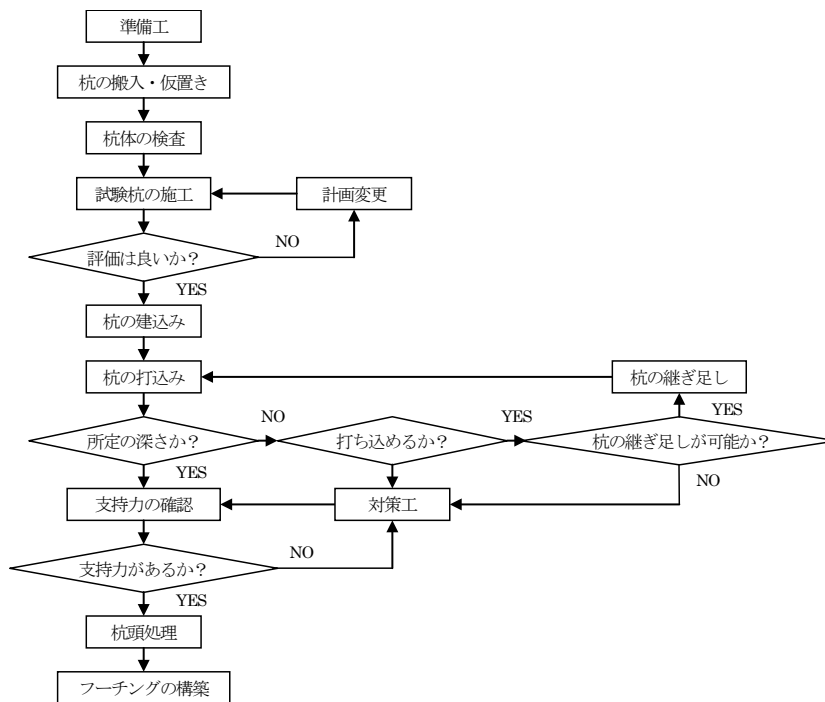 準備工
杭の搬入・仮置き
杭体の検査
試験杭の施工
計画変更
評価は良いか？
NO
YES
杭の建込み
杭の打込み
杭の継ぎ足し
所定の深さか？
NO
打ち込めるか？
YES
杭の継ぎ足しが可能か？
YES
YES
NO
支持力の確認
対策工
支持力があるか？
NO
YES
杭頭処理
フーチングの構築